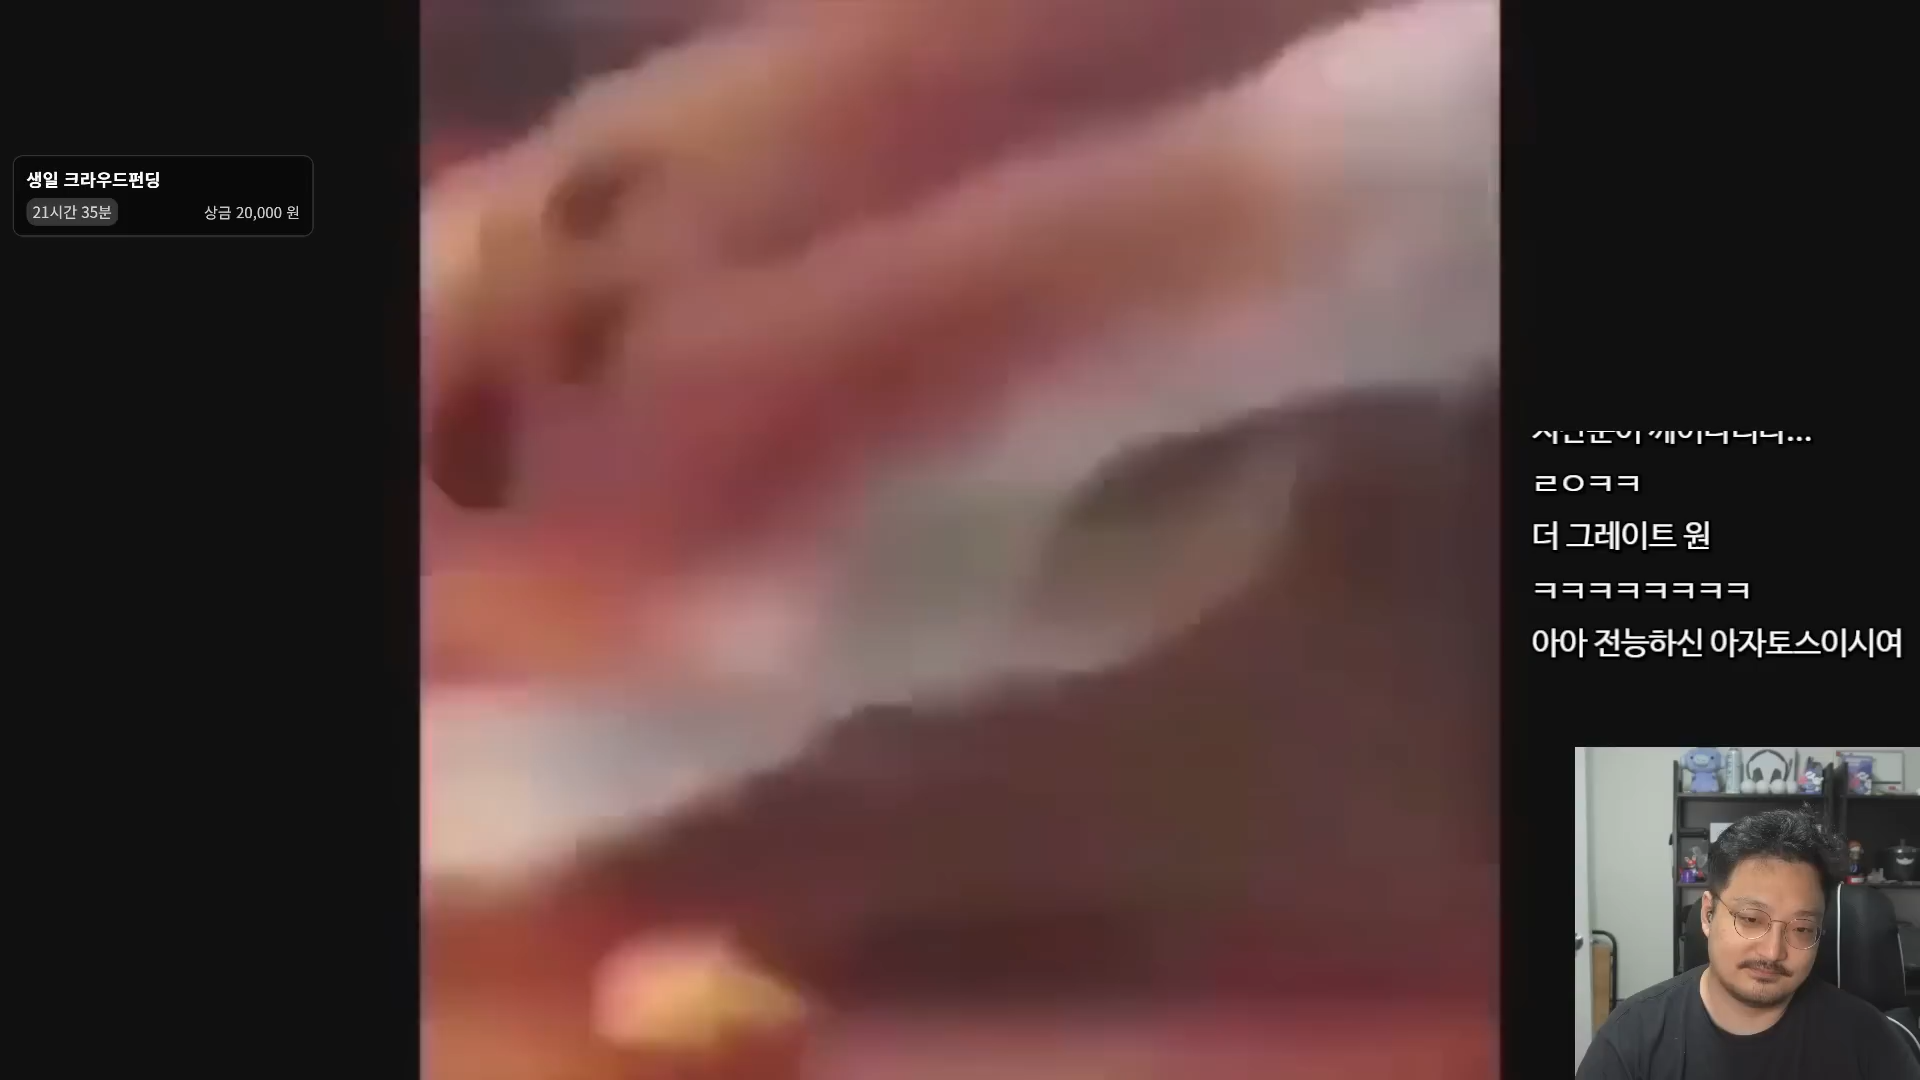 생일 크라우드펀딩
21시간 35분
상금 20,000 원
ㄹㅇㅋㅋ
더 그레이트 원
ㅋㅋㅋㅋㅋㅋㅋㅋ
아아 전능하신 아자토스이시여